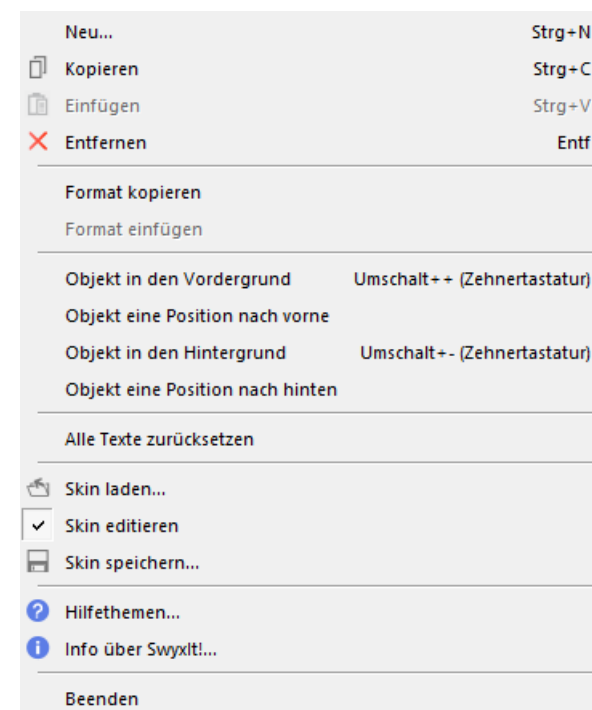 Neu... Strg+N
Kopieren Strg+C
Einfügen Strg+V
Entfernen Entf
Format kopieren
Format einfügen
Objekt in den Vordergrund Umschalt++ (Zehnertastatur)
Objekt eine Position nach vorne
Objekt in den Hintergrund Umschalt+- (Zehnertastatur)
Objekt eine Position nach hinten
Alle Texte zurücksetzen
Skin laden...
Skin editieren
Skin speichern...
Hilfethemen...
Info über SwyxIt!...
Beenden